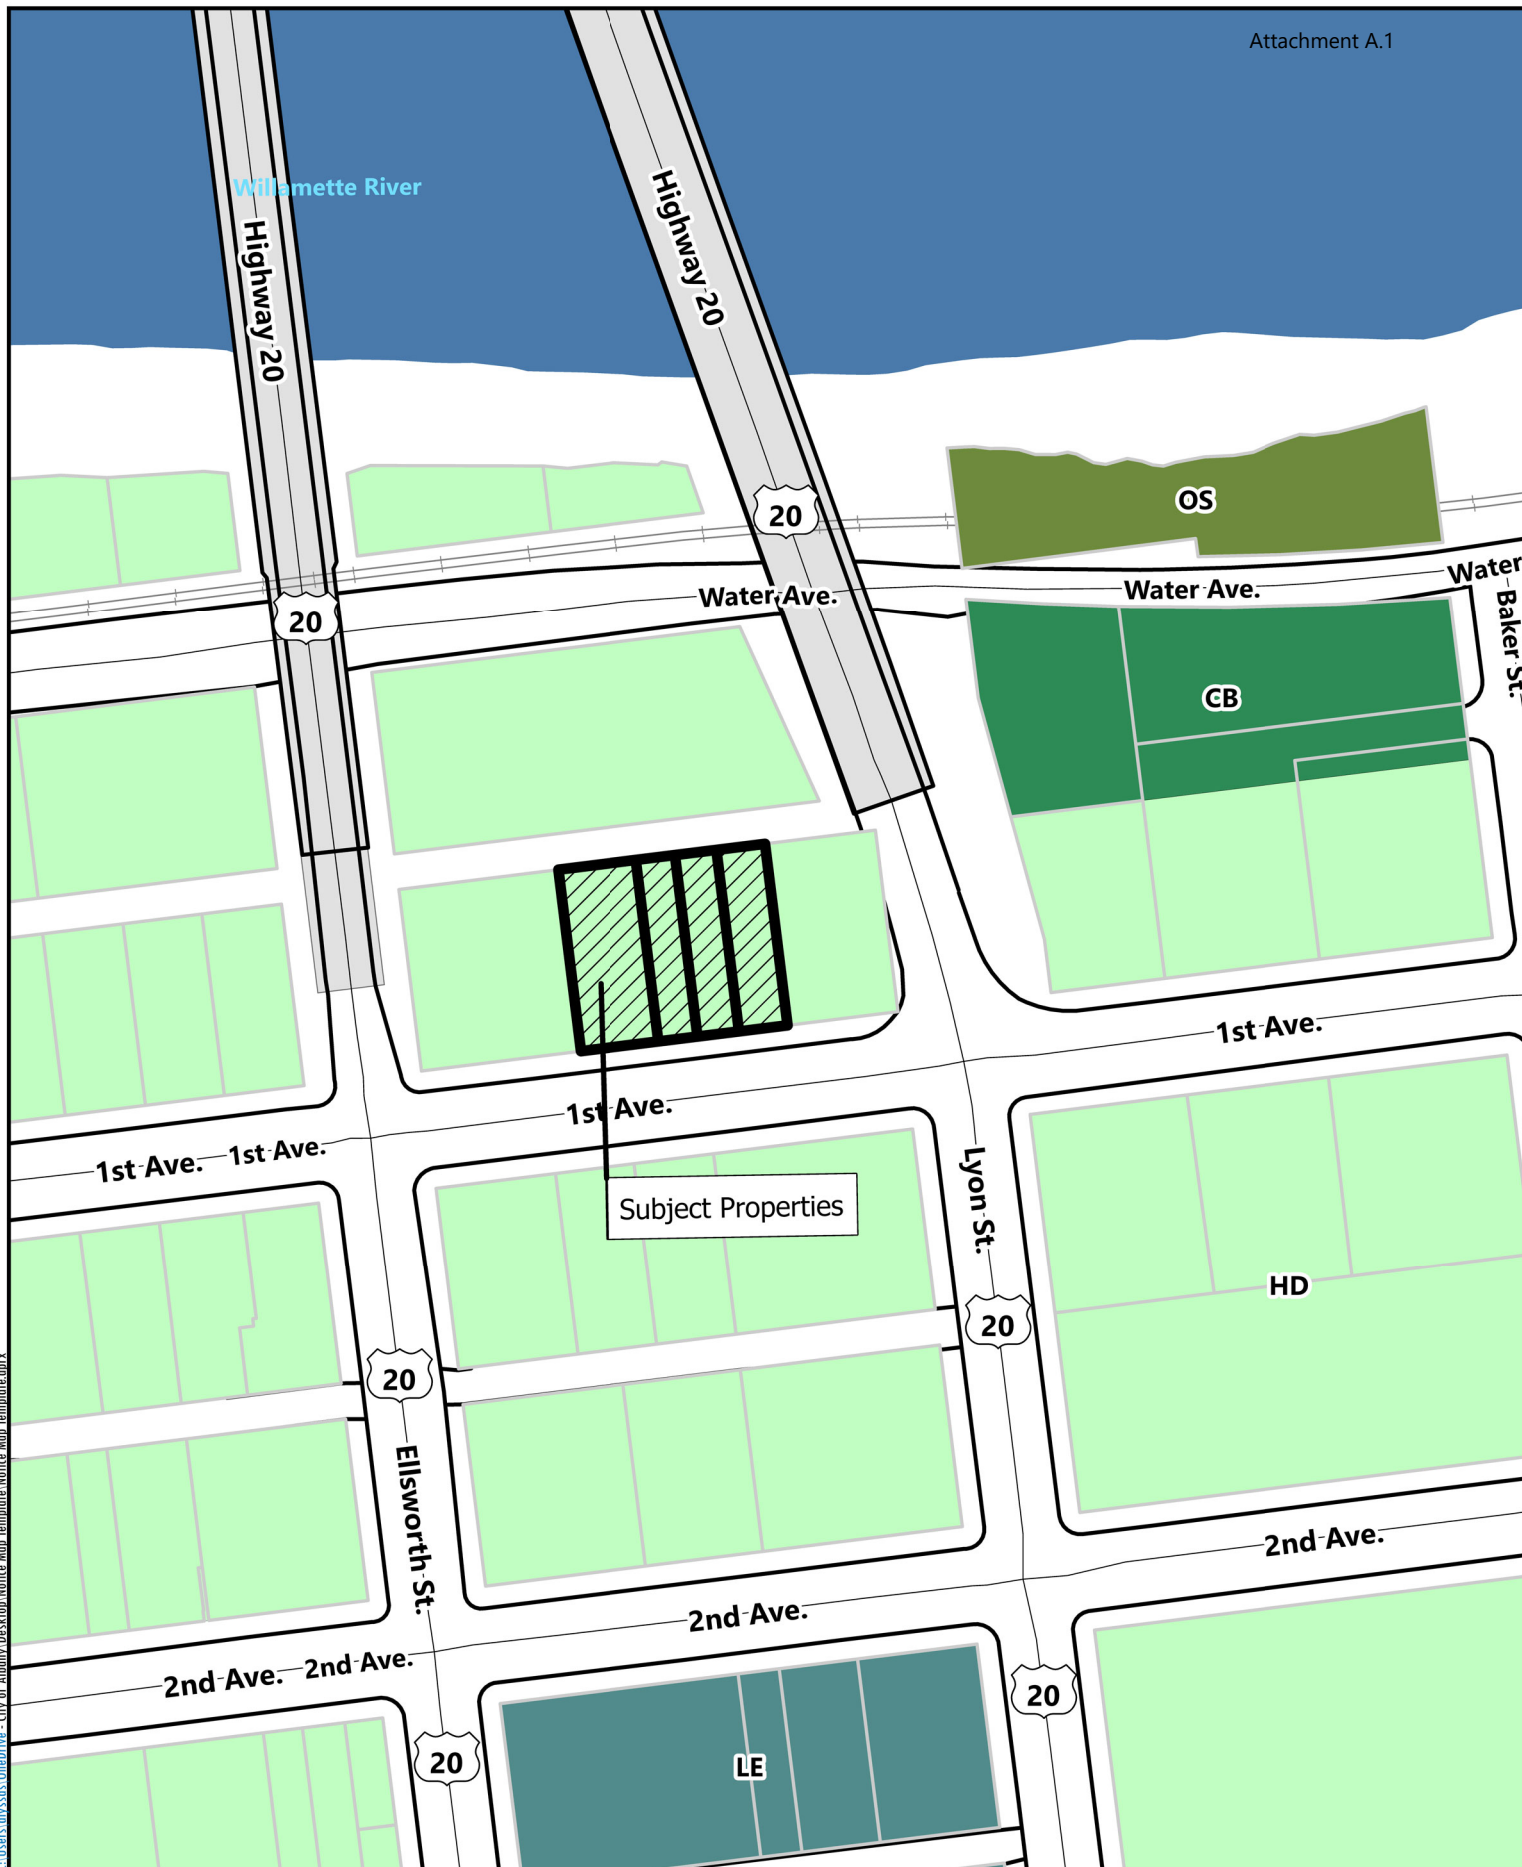 Attachment A.1
Willamette River
Highway 20
Highway 20
20
OS
20
Water Ave.
Water Ave.
Water
Baker St.
CB
1st Ave.
1st Ave.
1st Ave.
1st Ave.
Subject Properties
Lyon St.
HD
20
20
Ellsworth St.
2nd Ave.
2nd Ave.
2nd Ave.
2nd Ave.
20
20
LE